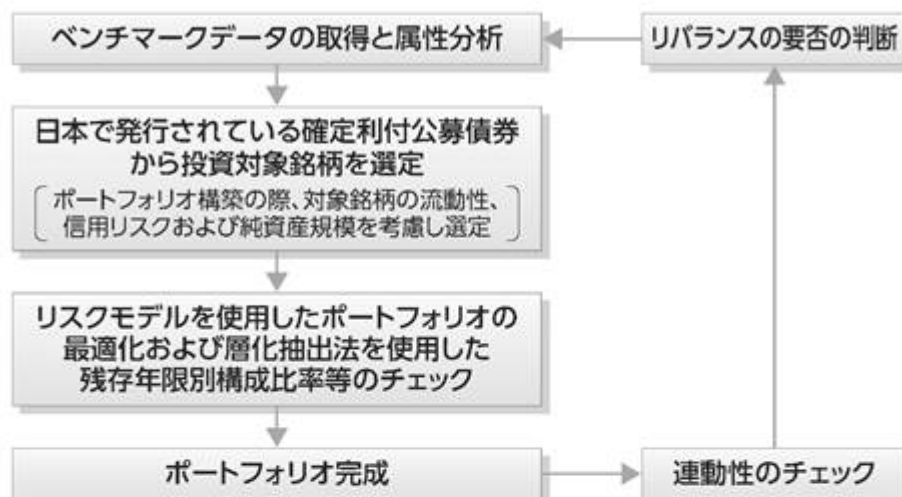 ベンチマークデータの取得と属性分析
リバランスの要否の判断
日本で発行されている確定利付公募債券
から投資対象銘柄を選定
ポートフォリオ構築の際、対象銘柄の流動性、
信用リスクおよび純資産規模を考慮し選定
リスクモデルを使用したポートフォリオの
最適化および層化抽出法を使用した
残存年限別構成比率等のチェック
ポートフォリオ完成
連動性のチェック